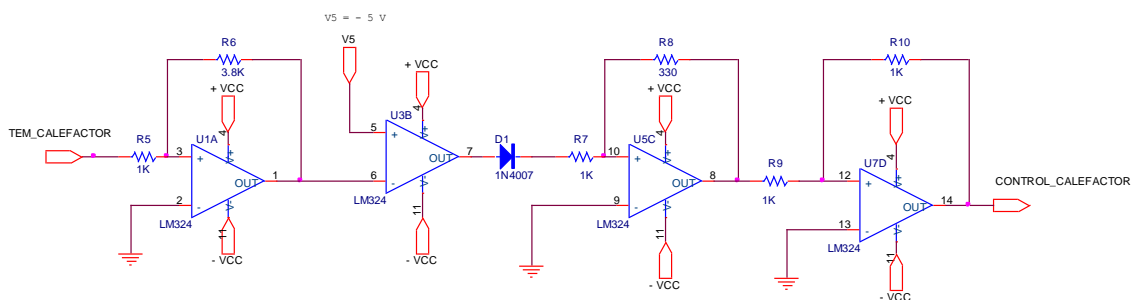 V5 = - 5 V
R6
3.8K
V5
R8
330
R10
1K
+ VCC
+ VCC
+ VCC
+ VCC
4
4
4
4
TEM_CALEFACTOR
R5
1K
U1A
3
+
V+
OUT
1
2
-
V-
11
LM324
- VCC
U3B
5
+
V+
OUT
7
6
-
V-
11
LM324
- VCC
D1
1N4007
R7
1K
U5C
10
+
V+
OUT
8
9
-
V-
11
LM324
- VCC
R9
1K
U7D
12
+
V+
OUT
14
13
-
V-
11
LM324
- VCC
CONTROL_CALEFACTOR